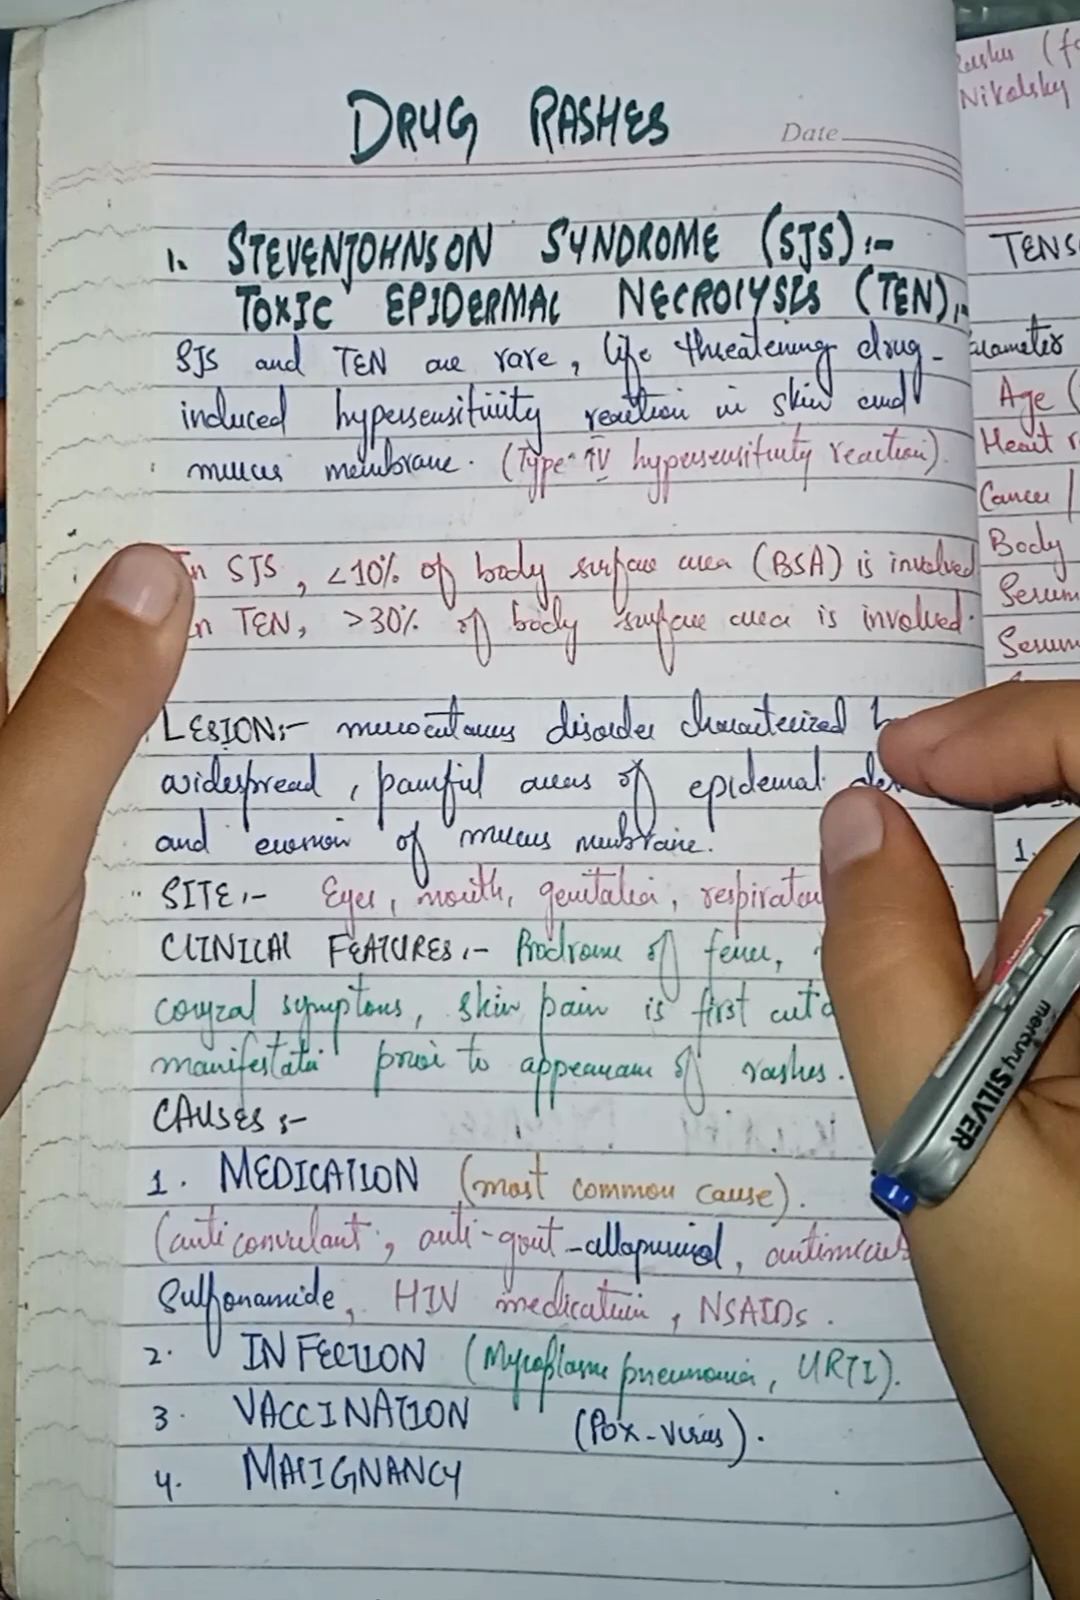 DRUG RASHES
Date
1. STEVENJOHNSON SYNDROME (SJS):-
TOXIC EPIDERMAL NECROLYSIS (TEN):-
SJS and TEN are rare, life threatening drug-
induced hypersensitivity reaction in skin and
mucus membrane. (Type-IV hypersensitivity reaction).
In SJS, <10% of body surface area (BSA) is involved
In TEN, >30% of body surface area is involved.
LESION:- mucocutaneus disorder characterized
widespread, painful areas of epidermal
and erosion of mucus membrane.
SITE:- Eyes, mouth, genitalia,
CLINICAL FEATURES:- Prodrome of fever,
coryzal symptoms, skin pain is first
manifestati prior to appearance of rashes.
CAUSES:-
1. MEDICATION (most common cause).
(anticonvulant, anti-gout-allopurinol,
Sulfonamide, HIV medication, NSAIDs.
2. INFECTION (Mycoplasma pneumonia, URTI).
3. VACCINATION (Pox-virus).
4. MALIGNANCY
Nikolsky
Age (
Heart
Cancer /
Body
Serum
Serum
1.
mercury SILVER